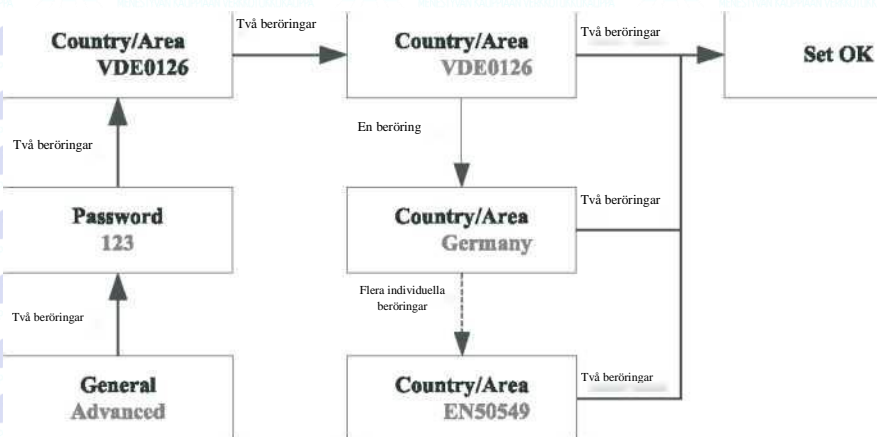 Country/Area
VDE0126
Två beröringar
Country/Area
VDE0126
Två beröringar
Set OK
Två beröringar
En beröring
Password
123
Country/Area
Germany
Två beröringar
Två beröringar
Flera individuella
beröringar
General
Advanced
Country/Area
EN50549
Två beröringar